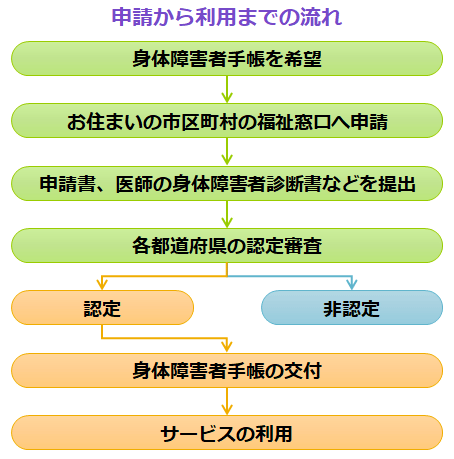 申請から利用までの流れ
身体障害者手帳を希望
お住まいの市区町村の福祉窓口へ申請
申請書、医師の身体障害者診断書などを提出
各都道府県の認定審査
認定
非認定
身体障害者手帳の交付
サービスの利用